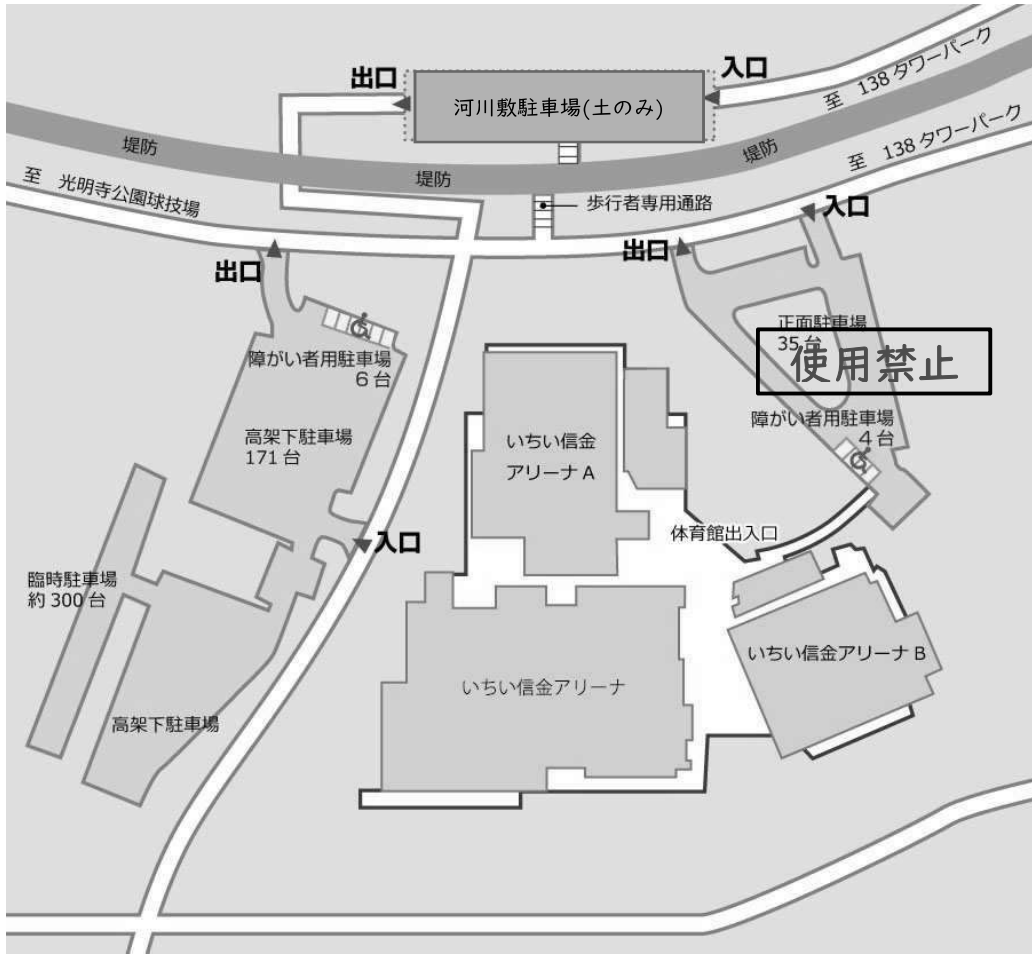 出口
入口
河川敷駐車場(土のみ)
至 138タワーパーク
堤防
堤防
堤防
至 138タワーパーク
至 光明寺公園球技場
歩行者専用通路
入口
出口
出口
正面駐車場
35台
使用禁止
障がい者用駐車場
6台
障がい者用駐車場
4台
高架下駐車場
171台
いちい信金
アリーナA
体育館出入口
入口
臨時駐車場
約300台
いちい信金アリーナB
いちい信金アリーナ
高架下駐車場